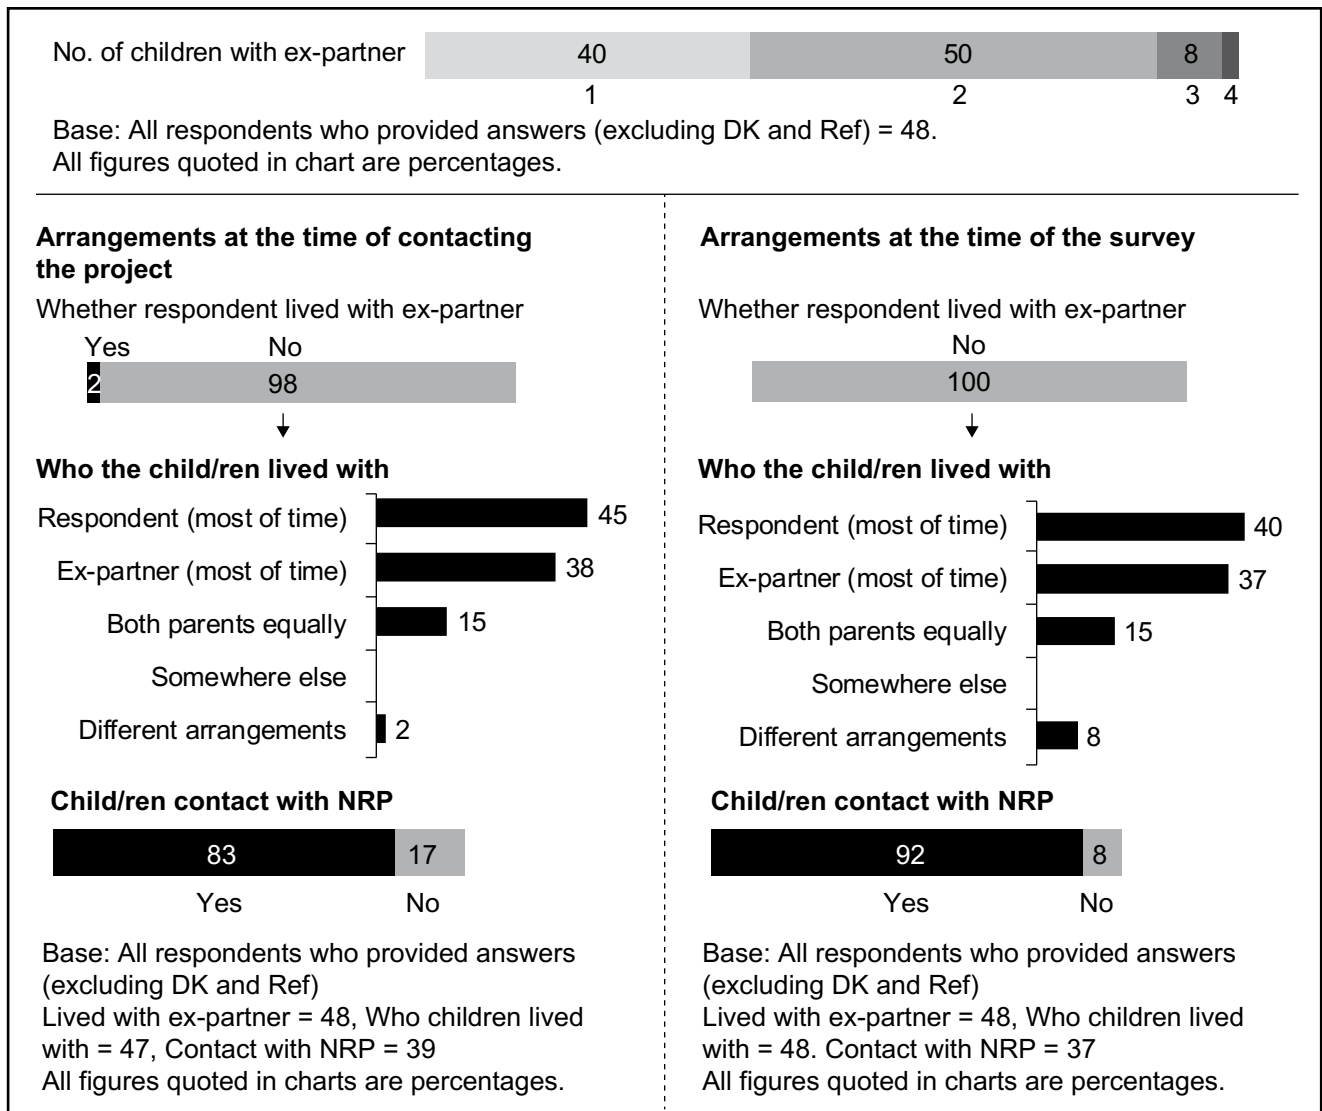 No. of children with ex-partner
40 50 8
1 2 3 4
Base: All respondents who provided answers (excluding DK and Ref) = 48.
All figures quoted in chart are percentages.
Arrangements at the time of contacting
the project
Whether respondent lived with ex-partner
Yes No
2 98
Who the child/ren lived with
Respondent (most of time) 45
Ex-partner (most of time) 38
Both parents equally 15
Somewhere else
Different arrangements 2
Child/ren contact with NRP
83 17
Yes No
Base: All respondents who provided answers
(excluding DK and Ref)
Lived with ex-partner = 48, Who children lived
with = 47, Contact with NRP = 39
All figures quoted in charts are percentages.
Arrangements at the time of the survey
Whether respondent lived with ex-partner
No
100
Who the child/ren lived with
Respondent (most of time) 40
Ex-partner (most of time) 37
Both parents equally 15
Somewhere else
Different arrangements 8
Child/ren contact with NRP
92 8
Yes No
Base: All respondents who provided answers
(excluding DK and Ref)
Lived with ex-partner = 48, Who children lived
with = 48. Contact with NRP = 37
All figures quoted in charts are percentages.